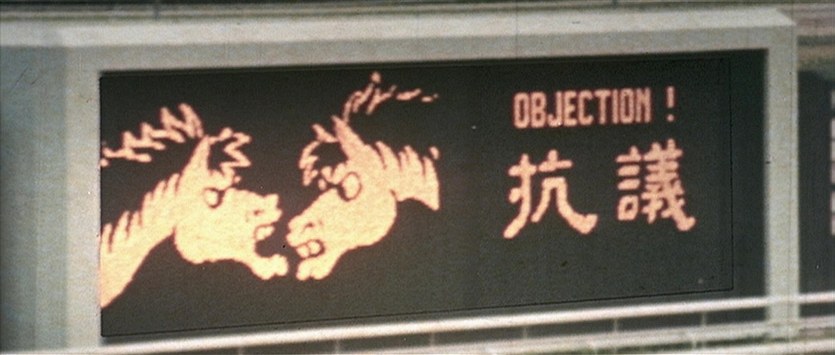 OBJECTION !
抗議